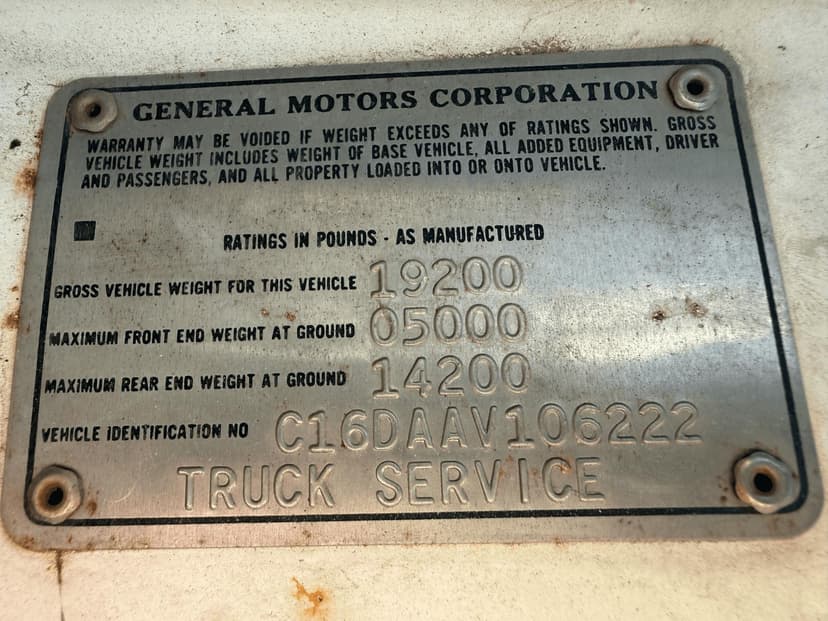 GENERAL MOTORS CORPORATION
WARRANTY MAY BE VOIDED IF WEIGHT EXCEEDS ANY OF RATINGS SHOWN. GROSS
VEHICLE WEIGHT INCLUDES WEIGHT OF BASE VEHICLE, ALL ADDED EQUIPMENT, DRIVER
AND PASSENGERS, AND ALL PROPERTY LOADED INTO OR ONTO VEHICLE.
RATINGS IN POUNDS - AS MANUFACTURED
GROSS VEHICLE WEIGHT FOR THIS VEHICLE 19200
MAXIMUM FRONT END WEIGHT AT GROUND 05000
MAXIMUM REAR END WEIGHT AT GROUND 14200
VEHICLE IDENTIFICATION NO C16DAAV106222
TRUCK SERVICE